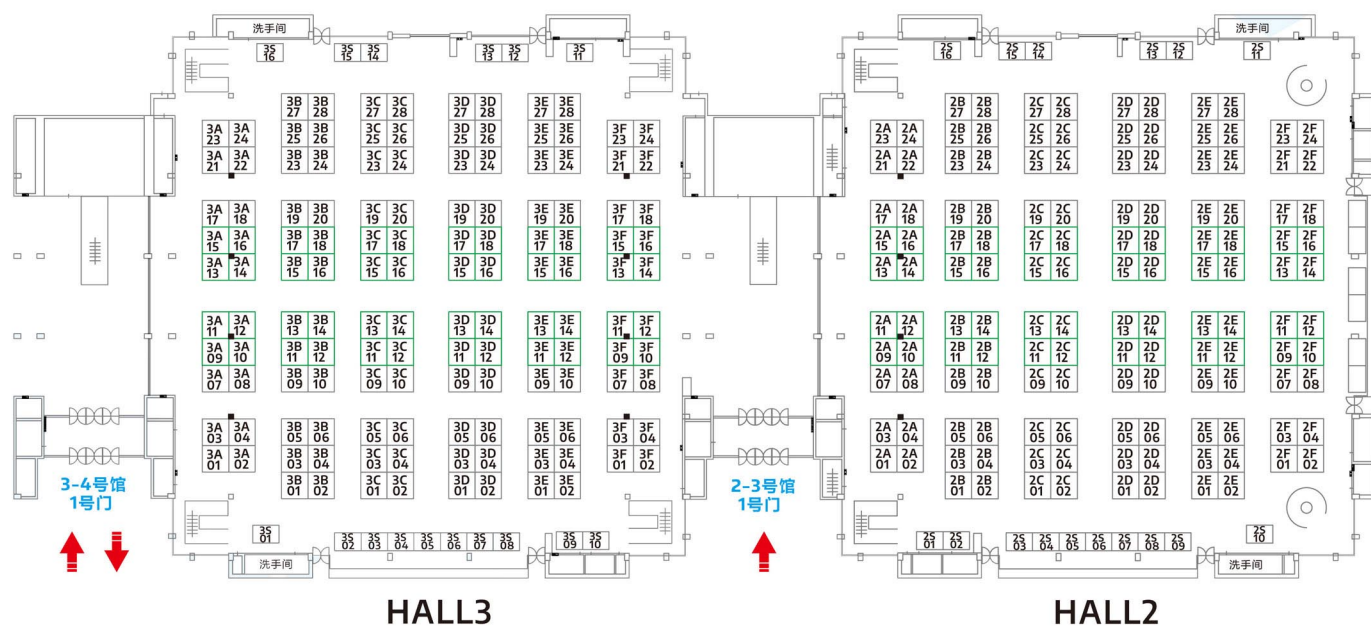 洗手间
3S 16
3S 15 3S 14
3S 13 3S 12
3S 11
3A 23 3A 24
3A 21 3A 22
3B 27 3B 28
3B 25 3B 26
3B 23 3B 24
3C 27 3C 28
3C 25 3C 26
3C 23 3C 24
3D 27 3D 28
3D 25 3D 26
3D 23 3D 24
3E 27 3E 28
3E 25 3E 26
3E 23 3E 24
3F 23 3F 24
3F 21 3F 22
3A 17 3A 18
3A 15 3A 16
3A 13 3A 14
3B 19 3B 20
3B 17 3B 18
3B 15 3B 16
3C 19 3C 20
3C 17 3C 18
3C 15 3C 16
3D 19 3D 20
3D 17 3D 18
3D 15 3D 16
3E 19 3E 20
3E 17 3E 18
3E 15 3E 16
3F 17 3F 18
3F 15 3F 16
3F 13 3F 14
3A 11 3A 12
3A 09 3A 10
3A 07 3A 08
3B 13 3B 14
3B 11 3B 12
3B 09 3B 10
3C 13 3C 14
3C 11 3C 12
3C 09 3C 10
3D 13 3D 14
3D 11 3D 12
3D 09 3D 10
3E 13 3E 14
3E 11 3E 12
3E 09 3E 10
3F 11 3F 12
3F 09 3F 10
3F 07 3F 08
3A 03 3A 04
3A 01 3A 02
3B 05 3B 06
3B 03 3B 04
3B 01 3B 02
3C 05 3C 06
3C 03 3C 04
3C 01 3C 02
3D 05 3D 06
3D 03 3D 04
3D 01 3D 02
3E 05 3E 06
3E 03 3E 04
3E 01 3E 02
3F 03 3F 04
3F 01 3F 02
3-4号馆
1号门
3S 01
3S 02 3S 03 3S 04 3S 05 3S 06 3S 07 3S 08
3S 09 3S 10
洗手间
HALL3
洗手间
2S 16
2S 15 2S 14
2S 13 2S 12
2S 11
2A 23 2A 24
2A 21 2A 22
2B 27 2B 28
2B 25 2B 26
2B 23 2B 24
2C 27 2C 28
2C 25 2C 26
2C 23 2C 24
2D 27 2D 28
2D 25 2D 26
2D 23 2D 24
2E 27 2E 28
2E 25 2E 26
2E 23 2E 24
2F 23 2F 24
2F 21 2F 22
2A 17 2A 18
2A 15 2A 16
2A 13 2A 14
2B 19 2B 20
2B 17 2B 18
2B 15 2B 16
2C 19 2C 20
2C 17 2C 18
2C 15 2C 16
2D 19 2D 20
2D 17 2D 18
2D 15 2D 16
2E 19 2E 20
2E 17 2E 18
2E 15 2E 16
2F 17 2F 18
2F 15 2F 16
2F 13 2F 14
2A 11 2A 12
2A 09 2A 10
2A 07 2A 08
2B 13 2B 14
2B 11 2B 12
2B 09 2B 10
2C 13 2C 14
2C 11 2C 12
2C 09 2C 10
2D 13 2D 14
2D 11 2D 12
2D 09 2D 10
2E 13 2E 14
2E 11 2E 12
2E 09 2E 10
2F 11 2F 12
2F 09 2F 10
2F 07 2F 08
2A 03 2A 04
2A 01 2A 02
2B 05 2B 06
2B 03 2B 04
2B 01 2B 02
2C 05 2C 06
2C 03 2C 04
2C 01 2C 02
2D 05 2D 06
2D 03 2D 04
2D 01 2D 02
2E 05 2E 06
2E 03 2E 04
2E 01 2E 02
2F 03 2F 04
2F 01 2F 02
2-3号馆
1号门
2S 01 2S 02
2S 03 2S 04 2S 05 2S 06 2S 07 2S 08 2S 09
2S 10
洗手间
HALL2